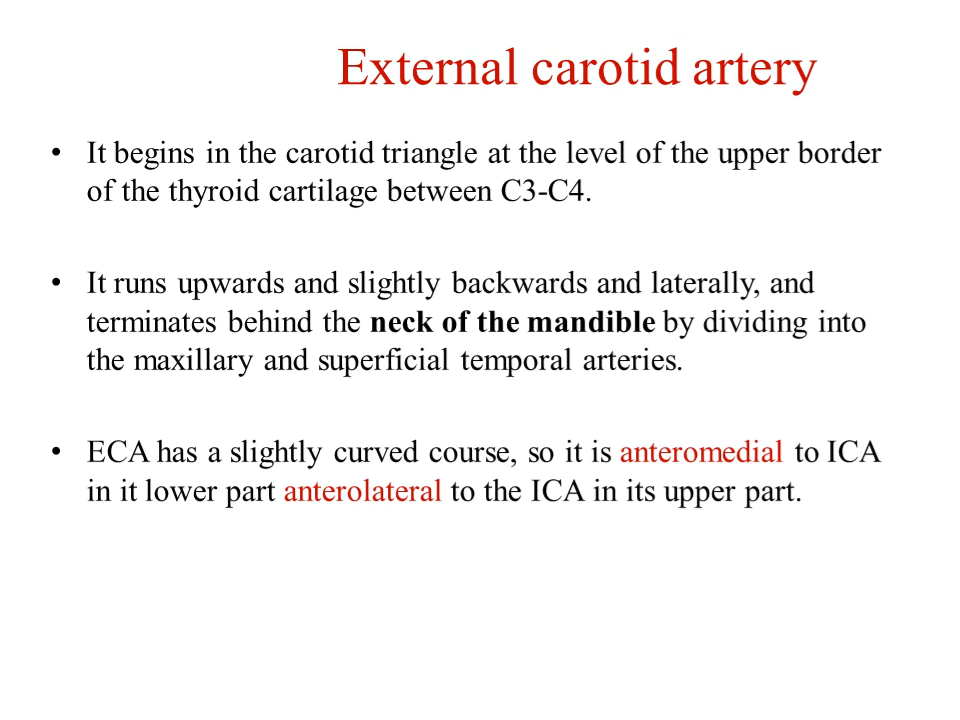 External carotid artery
• It begins in the carotid triangle at the level of the upper border
of the thyroid cartilage between C3-C4.
• It runs upwards and slightly backwards and laterally, and
terminates behind the neck of the mandible by dividing into
the maxillary and superficial temporal arteries.
• ECA has a slightly curved course, so it is anteromedial to ICA
in it lower part anterolateral to the ICA in its upper part.